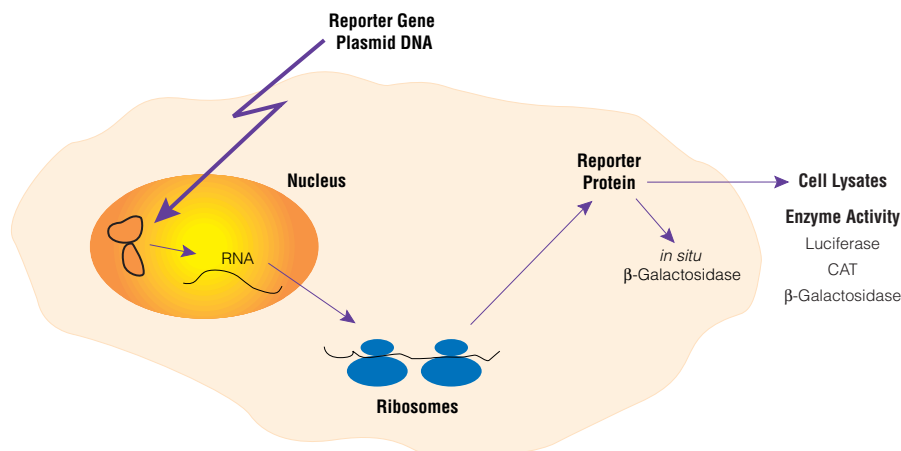 Reporter Gene
Plasmid DNA
Nucleus
RNA
Ribosomes
Reporter
Protein
in situ
β-Galactosidase
Cell Lysates
Enzyme Activity
Luciferase
CAT
β-Galactosidase